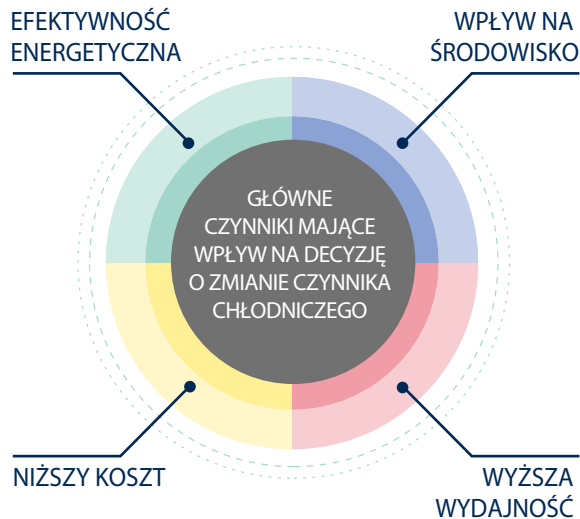 EFEKTYWNOŚĆ
ENERGETYCZNA
WPŁYW NA
ŚRODOWISKO
GŁÓWNE
CZYNNIKI MAJĄCE
WPŁYW NA DECYZJĘ
O ZMIANIE CZYNNIKA
CHŁODNICZEGO
NIŻSZY KOSZT
WYŻSZA
WYDAJNOŚĆ